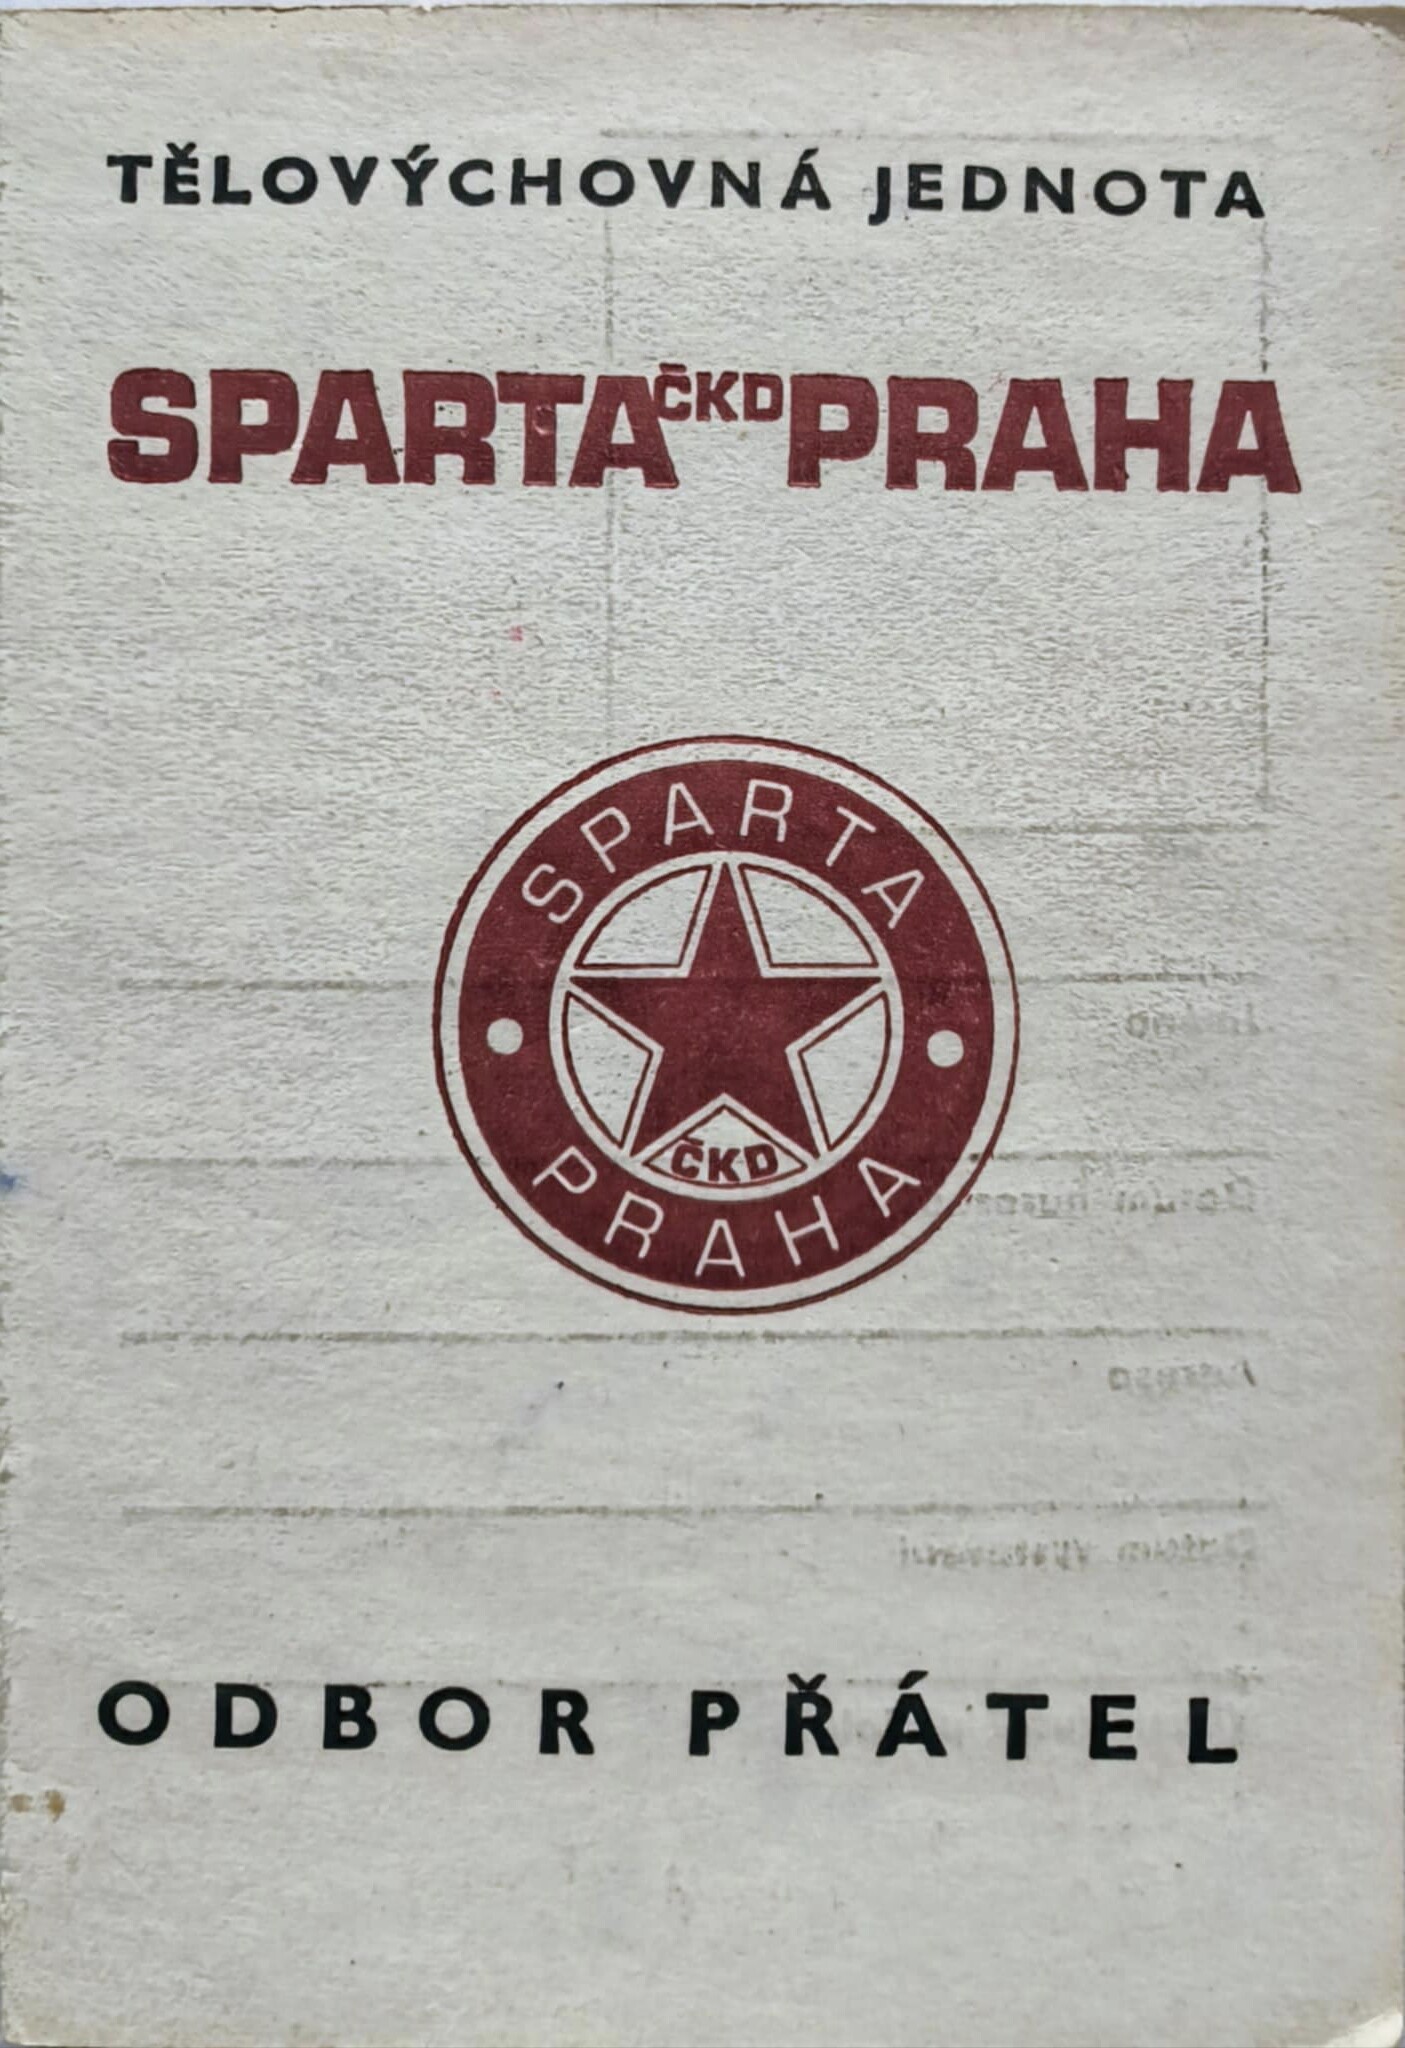 TĚLOVÝCHOVNÁ JEDNOTA
SPARTA ČKD PRAHA
SPARTA
ČKD
PRAHA
ODBOR PŘÁTEL